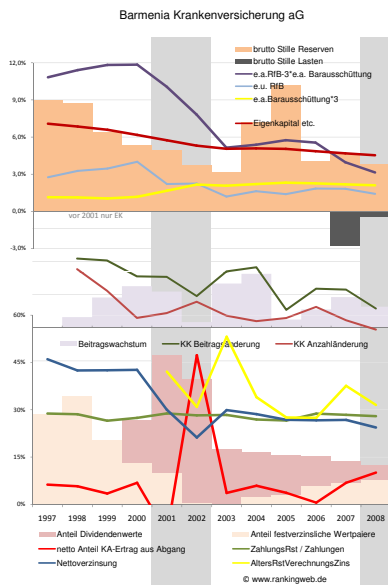 Barmenia Krankenversicherung aG
brutto Stille Reserven
brutto Stille Lasten
e.a.RfB-3*e.a. Barausschüttung
e.u. RfB
e.a.Barausschüttung*3
Eigenkapital etc.
12,0%
9,0%
6,0%
3,0%
0,0%
-3,0%
vor 2001 nur EK
60%
Beitragswachstum
KK Beitragsänderung
KK Anzahländerung
45%
30%
15%
0%
1997 1998 1999 2000 2001 2002 2003 2004 2005 2006 2007 2008
Anteil Dividendenwerte
Anteil festverzinsliche Wertpaiere
netto Anteil KA-Ertrag aus Abgang
ZahlungsRst / Zahlungen
Nettoverzinsung
AltersRstVerechnungsZins
© www.rankingweb.de